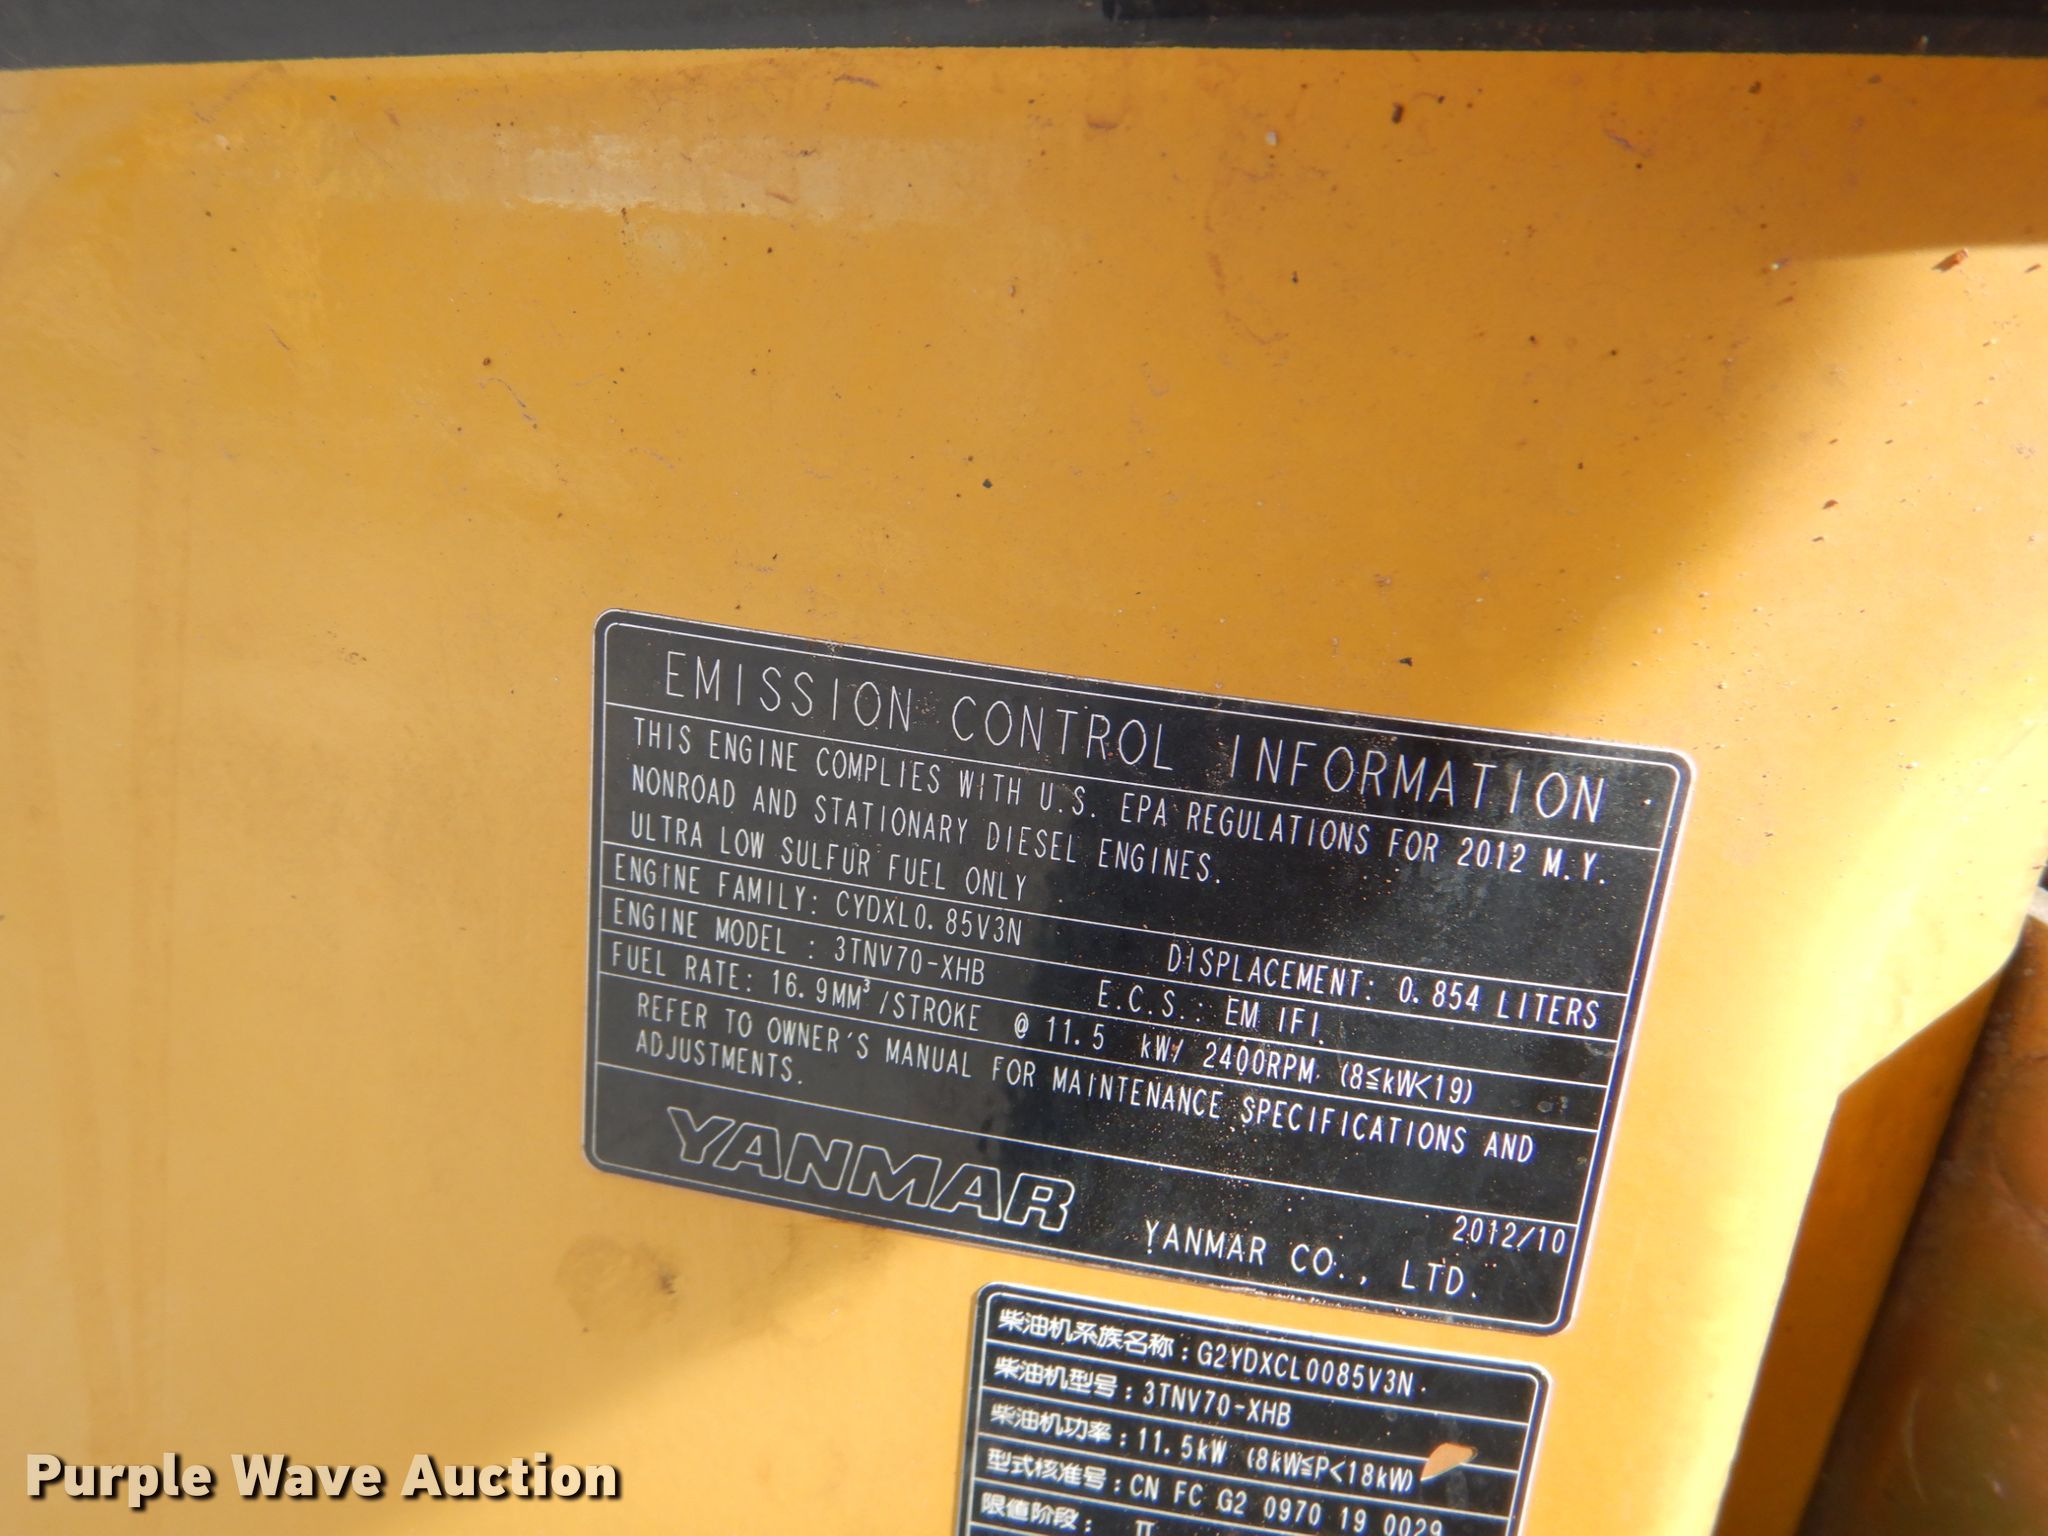 EMISSION CONTROL INFORMATION
THIS ENGINE COMPLIES WITH U.S. EPA REGULATIONS FOR 2012 M.Y.
NONROAD AND STATIONARY DIESEL ENGINES.
ULTRA LOW SULFUR FUEL ONLY
ENGINE FAMILY: CYDXL0.85V3N DISPLACEMENT: 0.854 LITERS
ENGINE MODEL : 3TNV70-XHB E.C.S.: EM IFI
FUEL RATE: 16.9MM³/STROKE @ 11.5 kW/ 2400RPM (8≦kW<19)
REFER TO OWNER'S MANUAL FOR MAINTENANCE SPECIFICATIONS AND
ADJUSTMENTS.
2012/10
YANMAR YANMAR CO., LTD.
柴油机系族名称:G2YDXCL0085V3N
柴油机型号:3TNV70-XHB
柴油机功率:11.5kW (8kW≦P<18kW)
型式核准号:CN FC G2 0970 19 0029
限值阶段: Ⅱ
Purple Wave Auction